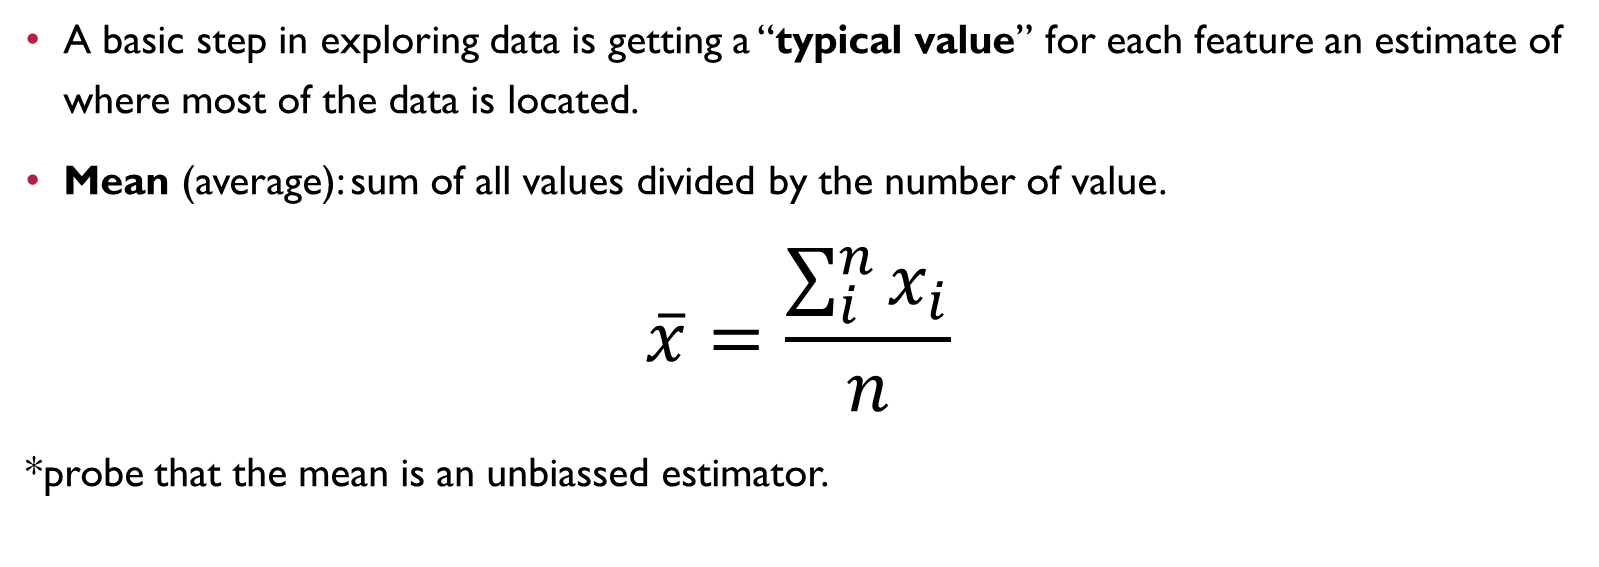 • A basic step in exploring data is getting a “typical value” for each feature an estimate of
where most of the data is located.
• Mean (average): sum of all values divided by the number of value.
x̄ = ∑ᵢⁿ xᵢ / n
*probe that the mean is an unbiassed estimator.